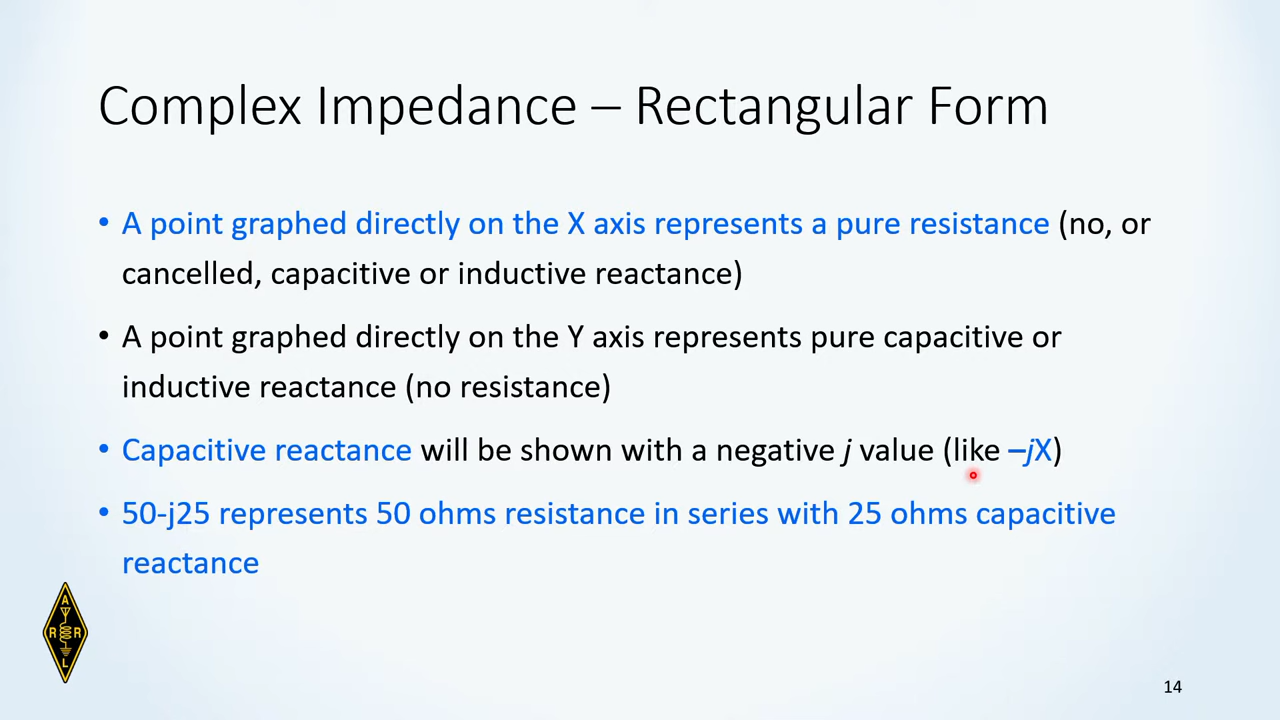 Complex Impedance – Rectangular Form
• A point graphed directly on the X axis represents a pure resistance (no, or
cancelled, capacitive or inductive reactance)
• A point graphed directly on the Y axis represents pure capacitive or
inductive reactance (no resistance)
• Capacitive reactance will be shown with a negative j value (like –jX)
• 50-j25 represents 50 ohms resistance in series with 25 ohms capacitive
reactance
A
R R
L
14